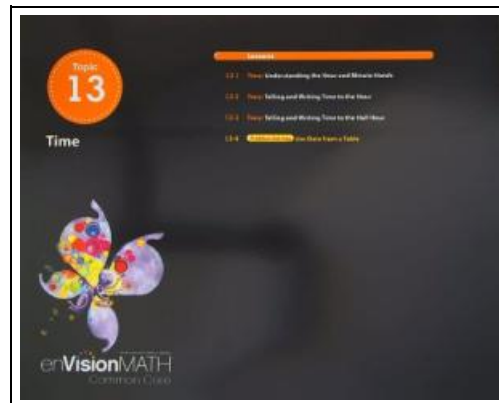 Topic
13
Time
Lessons
13-1 Time: Understanding the Hour and Minute Hands
13-2 Time: Telling and Writing Time to the Hour
13-3 Time: Telling and Writing Time to the Half Hour
13-4 Problem Solving Use Data from a Table
enVisionMATH
Common Core